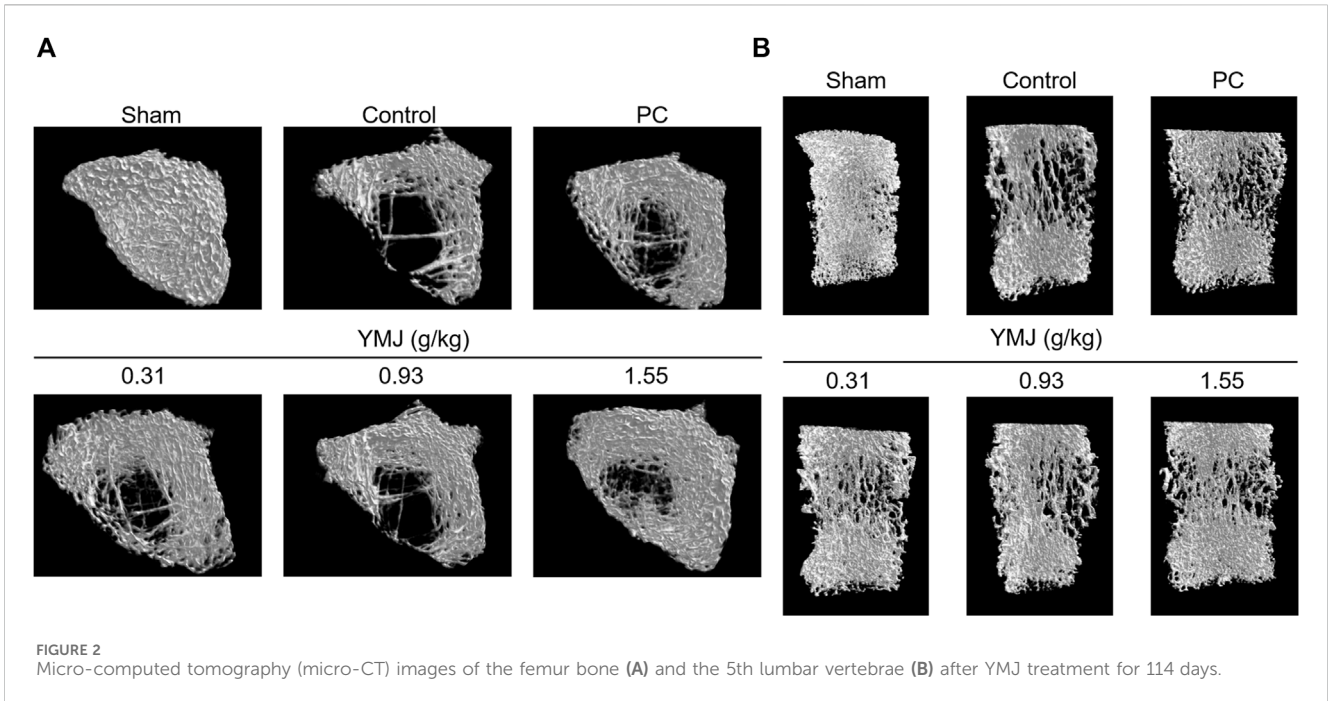 A
Sham Control PC
YMJ (g/kg)
0.31 0.93 1.55
B
Sham Control PC
YMJ (g/kg)
0.31 0.93 1.55
FIGURE 2
Micro-computed tomography (micro-CT) images of the femur bone (A) and the 5th lumbar vertebrae (B) after YMJ treatment for 114 days.